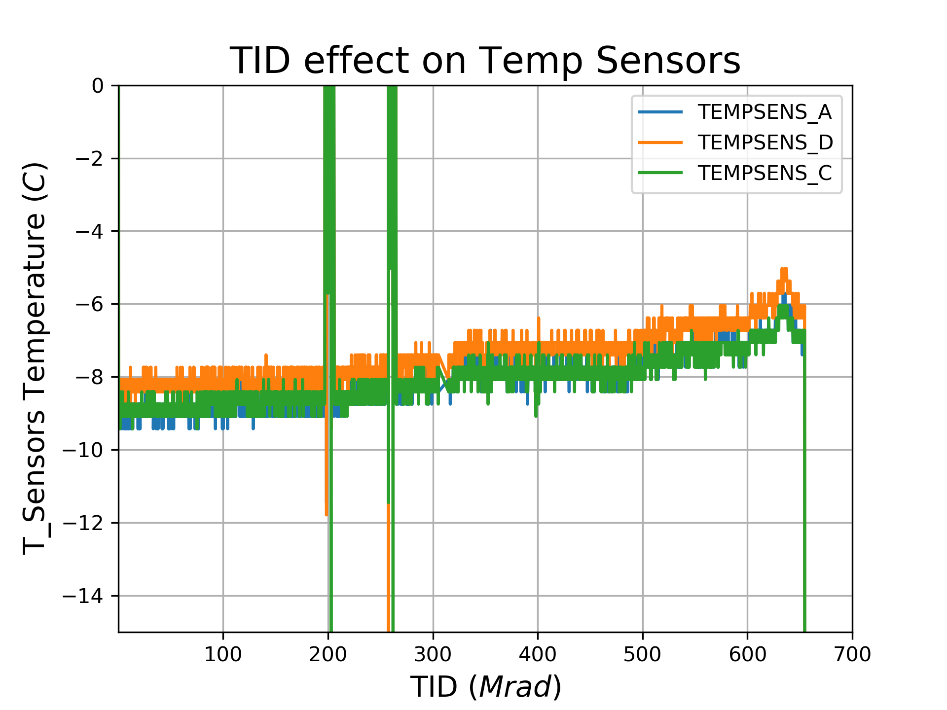 TID effect on Temp Sensors
TEMPSENS_A
TEMPSENS_D
TEMPSENS_C
T_Sensors Temperature (C)
0
−2
−4
−6
−8
−10
−12
−14
100 200 300 400 500 600 700
TID (Mrad)